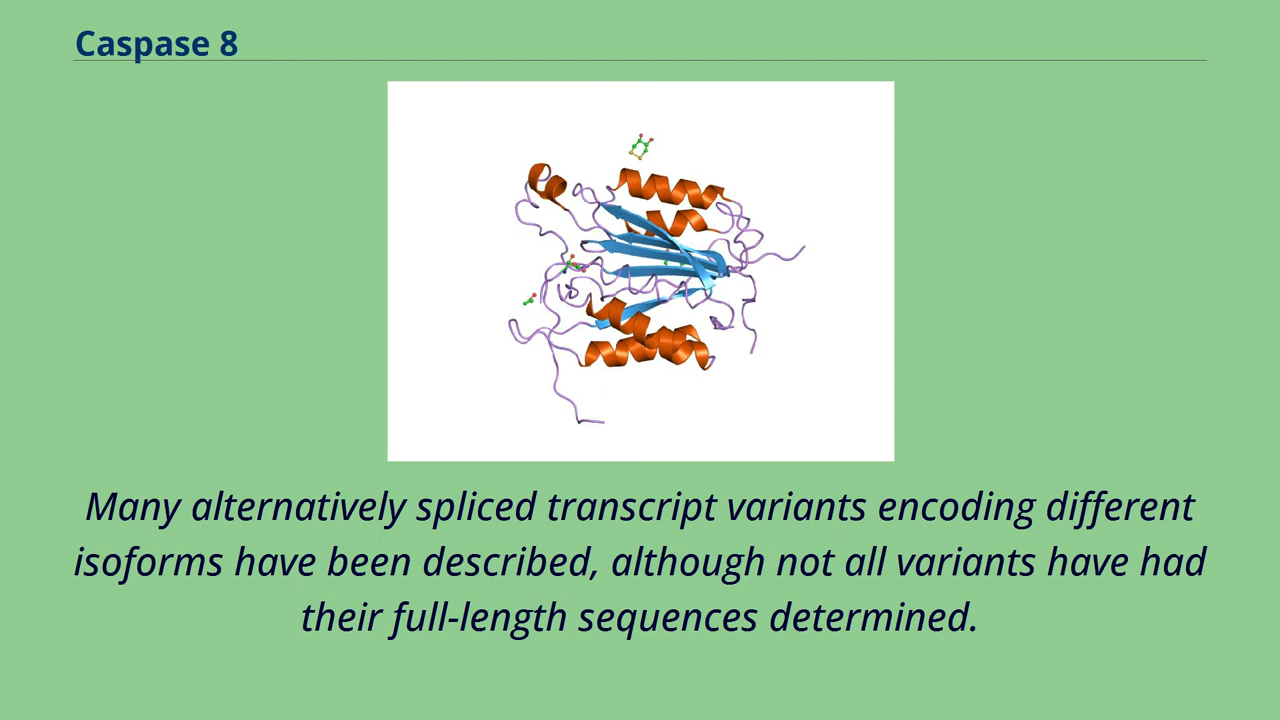 Caspase 8
Many alternatively spliced transcript variants encoding different
isoforms have been described, although not all variants have had
their full-length sequences determined.